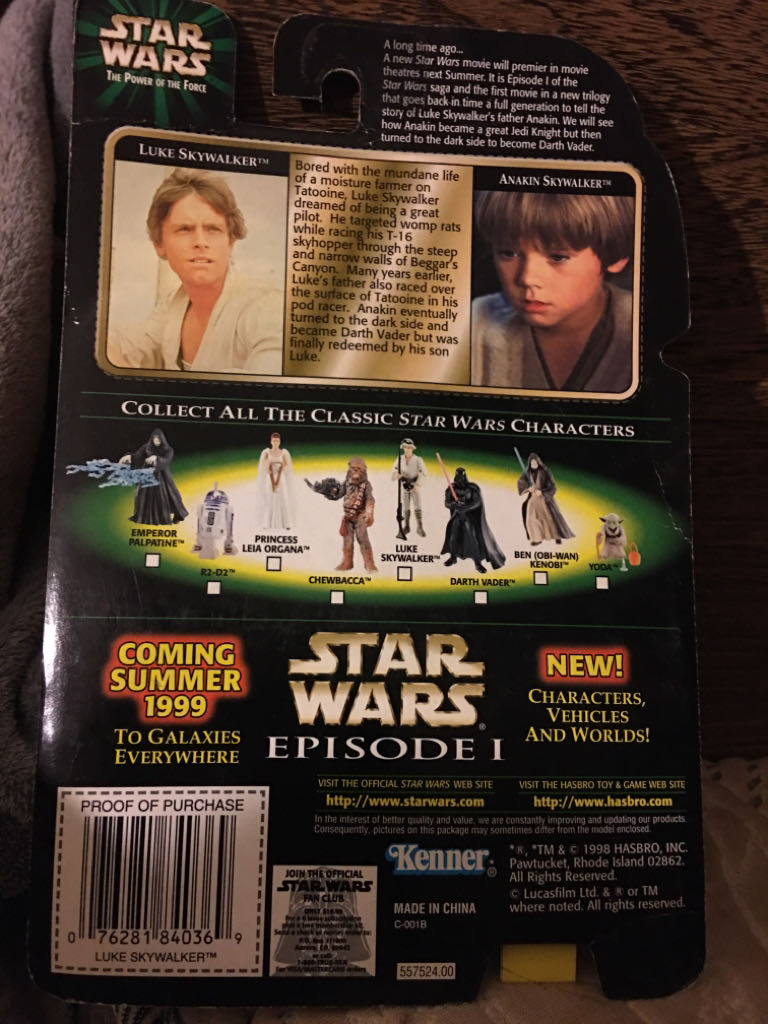 STAR
WARS
THE POWER OF THE FORCE
A long time ago...
A new Star Wars movie will premier in movie
theatres next Summer. It is Episode I of the
Star Wars saga and the first movie in a new trilogy
that goes back in time a full generation to tell the
story of Luke Skywalker's father Anakin. We will see
how Anakin became a great Jedi Knight but then
turned to the dark side to become Darth Vader.
LUKE SKYWALKER™
Bored with the mundane life
of a moisture farmer on
Tatooine, Luke Skywalker
dreamed of being a great
pilot. He targeted womp rats
while racing his T-16
skyhopper through the steep
and narrow walls of Beggar's
Canyon. Many years earlier,
Luke's father also raced over
the surface of Tatooine in his
pod racer. Anakin eventually
turned to the dark side and
became Darth Vader but was
finally redeemed by his son
Luke.
ANAKIN SKYWALKER™
COLLECT ALL THE CLASSIC STAR WARS CHARACTERS
EMPEROR
PALPATINE™
R2-D2™
PRINCESS
LEIA ORGANA™
CHEWBACCA™
LUKE
SKYWALKER™
DARTH VADER™
BEN (OBI-WAN)
KENOBI™
YODA™
COMING
SUMMER
1999
TO GALAXIES
EVERYWHERE
STAR
WARS®
EPISODE I
NEW!
CHARACTERS,
VEHICLES
AND WORLDS!
VISIT THE OFFICIAL STAR WARS WEB SITE
http://www.starwars.com
VISIT THE HASBRO TOY & GAME WEB SITE
http://www.hasbro.com
In the interest of better quality and value, we are constantly improving and updating our products.
Consequently, pictures on this package may sometimes differ from the model enclosed.
PROOF OF PURCHASE
0 76281 84036 9
LUKE SKYWALKER™
JOIN THE OFFICIAL
STAR WARS
FAN CLUB
Kenner®
MADE IN CHINA
C-001B
557524.00
*®, *TM & © 1998 HASBRO, INC.
Pawtucket, Rhode Island 02862.
All Rights Reserved.
© Lucasfilm Ltd. & ® or TM
where noted. All rights reserved.